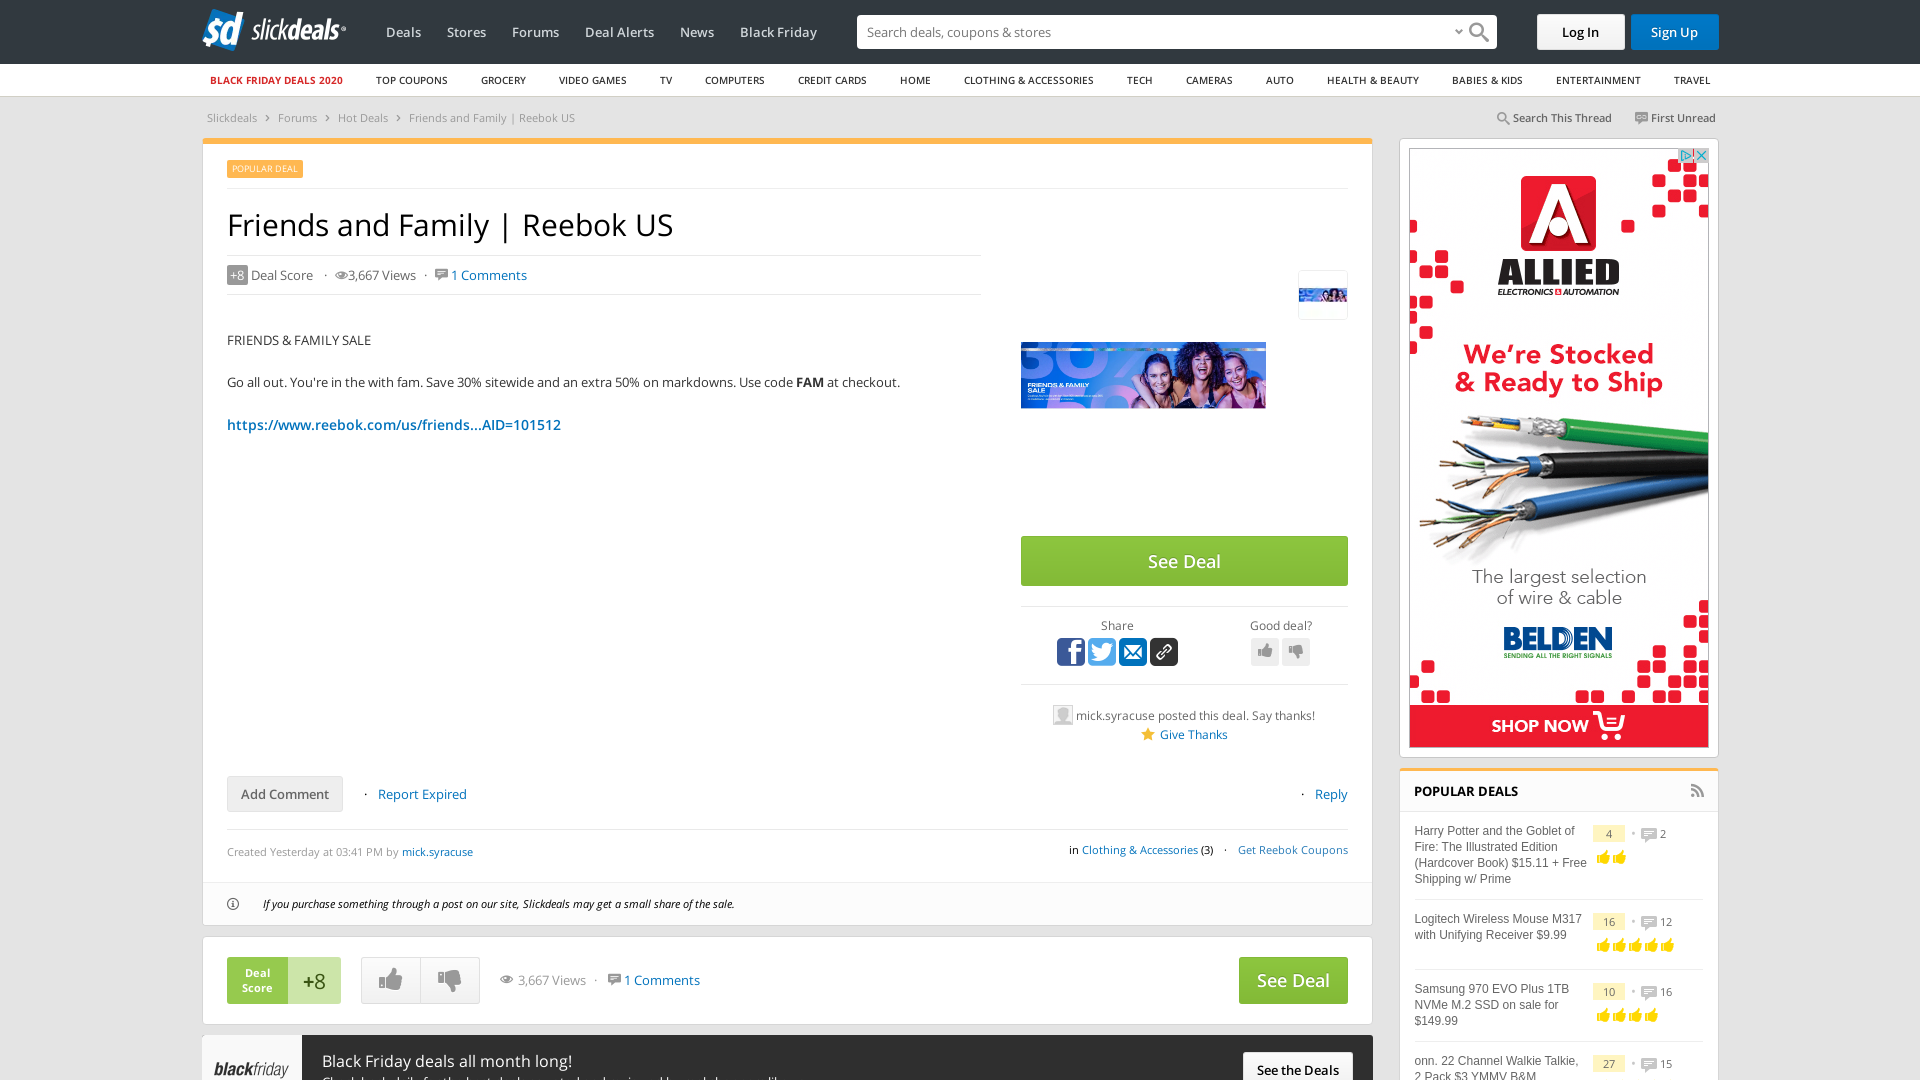 slickdeals
Deals Stores Forums Deal Alerts News Black Friday
Search deals, coupons & stores
Log In Sign Up
BLACK FRIDAY DEALS 2020 TOP COUPONS GROCERY VIDEO GAMES TV COMPUTERS CREDIT CARDS HOME CLOTHING & ACCESSORIES TECH CAMERAS AUTO HEALTH & BEAUTY BABIES & KIDS ENTERTAINMENT TRAVEL
Slickdeals › Forums › Hot Deals › Friends and Family | Reebok US
Search This Thread First Unread
POPULAR DEAL
Friends and Family | Reebok US
+8 Deal Score · 3,667 Views · 1 Comments
FRIENDS & FAMILY SALE
Go all out. You're in the with fam. Save 30% sitewide and an extra 50% on markdowns. Use code FAM at checkout.
https://www.reebok.com/us/friends...AID=101512
FRIENDS & FAMILY
SALE
See Deal
Share Good deal?
mick.syracuse posted this deal. Say thanks!
Give Thanks
Add Comment · Report Expired
· Reply
Created Yesterday at 03:41 PM by mick.syracuse
in Clothing & Accessories (3) · Get Reebok Coupons
If you purchase something through a post on our site, Slickdeals may get a small share of the sale.
Deal
Score
+8
3,667 Views · 1 Comments
See Deal
blackfriday
Black Friday deals all month long!
See the Deals
ALLIED
ELECTRONICS & AUTOMATION
We're Stocked
& Ready to Ship
The largest selection
of wire & cable
BELDEN
SENDING ALL THE RIGHT SIGNALS
SHOP NOW
POPULAR DEALS
Harry Potter and the Goblet of
Fire: The Illustrated Edition
(Hardcover Book) $15.11 + Free
Shipping w/ Prime
4 • 2
Logitech Wireless Mouse M317
with Unifying Receiver $9.99
16 • 12
Samsung 970 EVO Plus 1TB
NVMe M.2 SSD on sale for
$149.99
10 • 16
onn. 22 Channel Walkie Talkie,
2 Pack $3 YMMV B&M
27 • 15